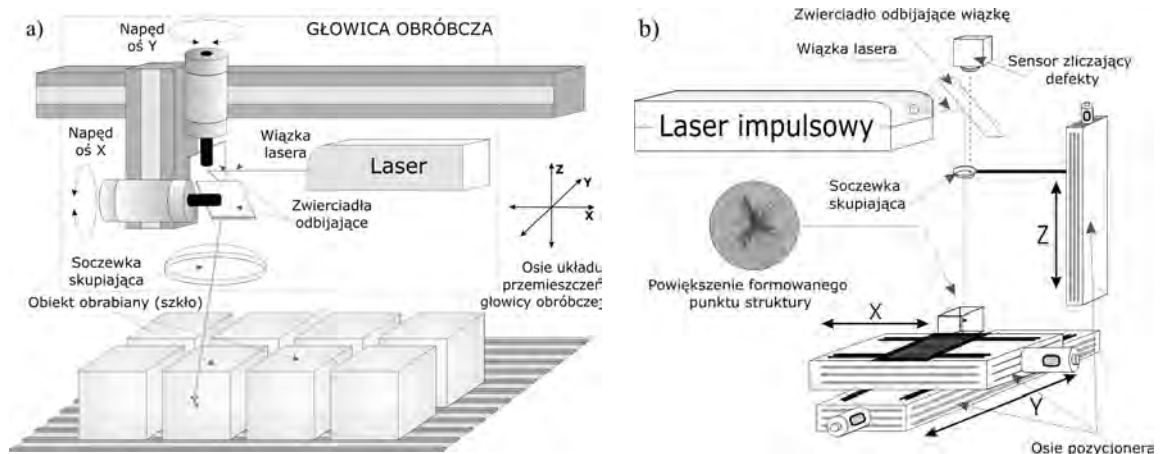 a)
Napęd
oś Y
GŁOWICA OBRÓBCZA
Napęd
oś X
Wiązka
lasera
Laser
Zwierciadła
odbijające
Z
Y
X
Soczewka
skupiająca
Obiekt obrabiany (szkło)
Osie układu
przemieszczeń
głowicy obróbczej
b)
Zwierciadło odbijające wiązkę
Wiązka lasera
Sensor zliczający
defekty
Laser impulsowy
Soczewka
skupiająca
Z
Powiększenie formowanego
punktu struktury
X
Y
Osie pozycjonera